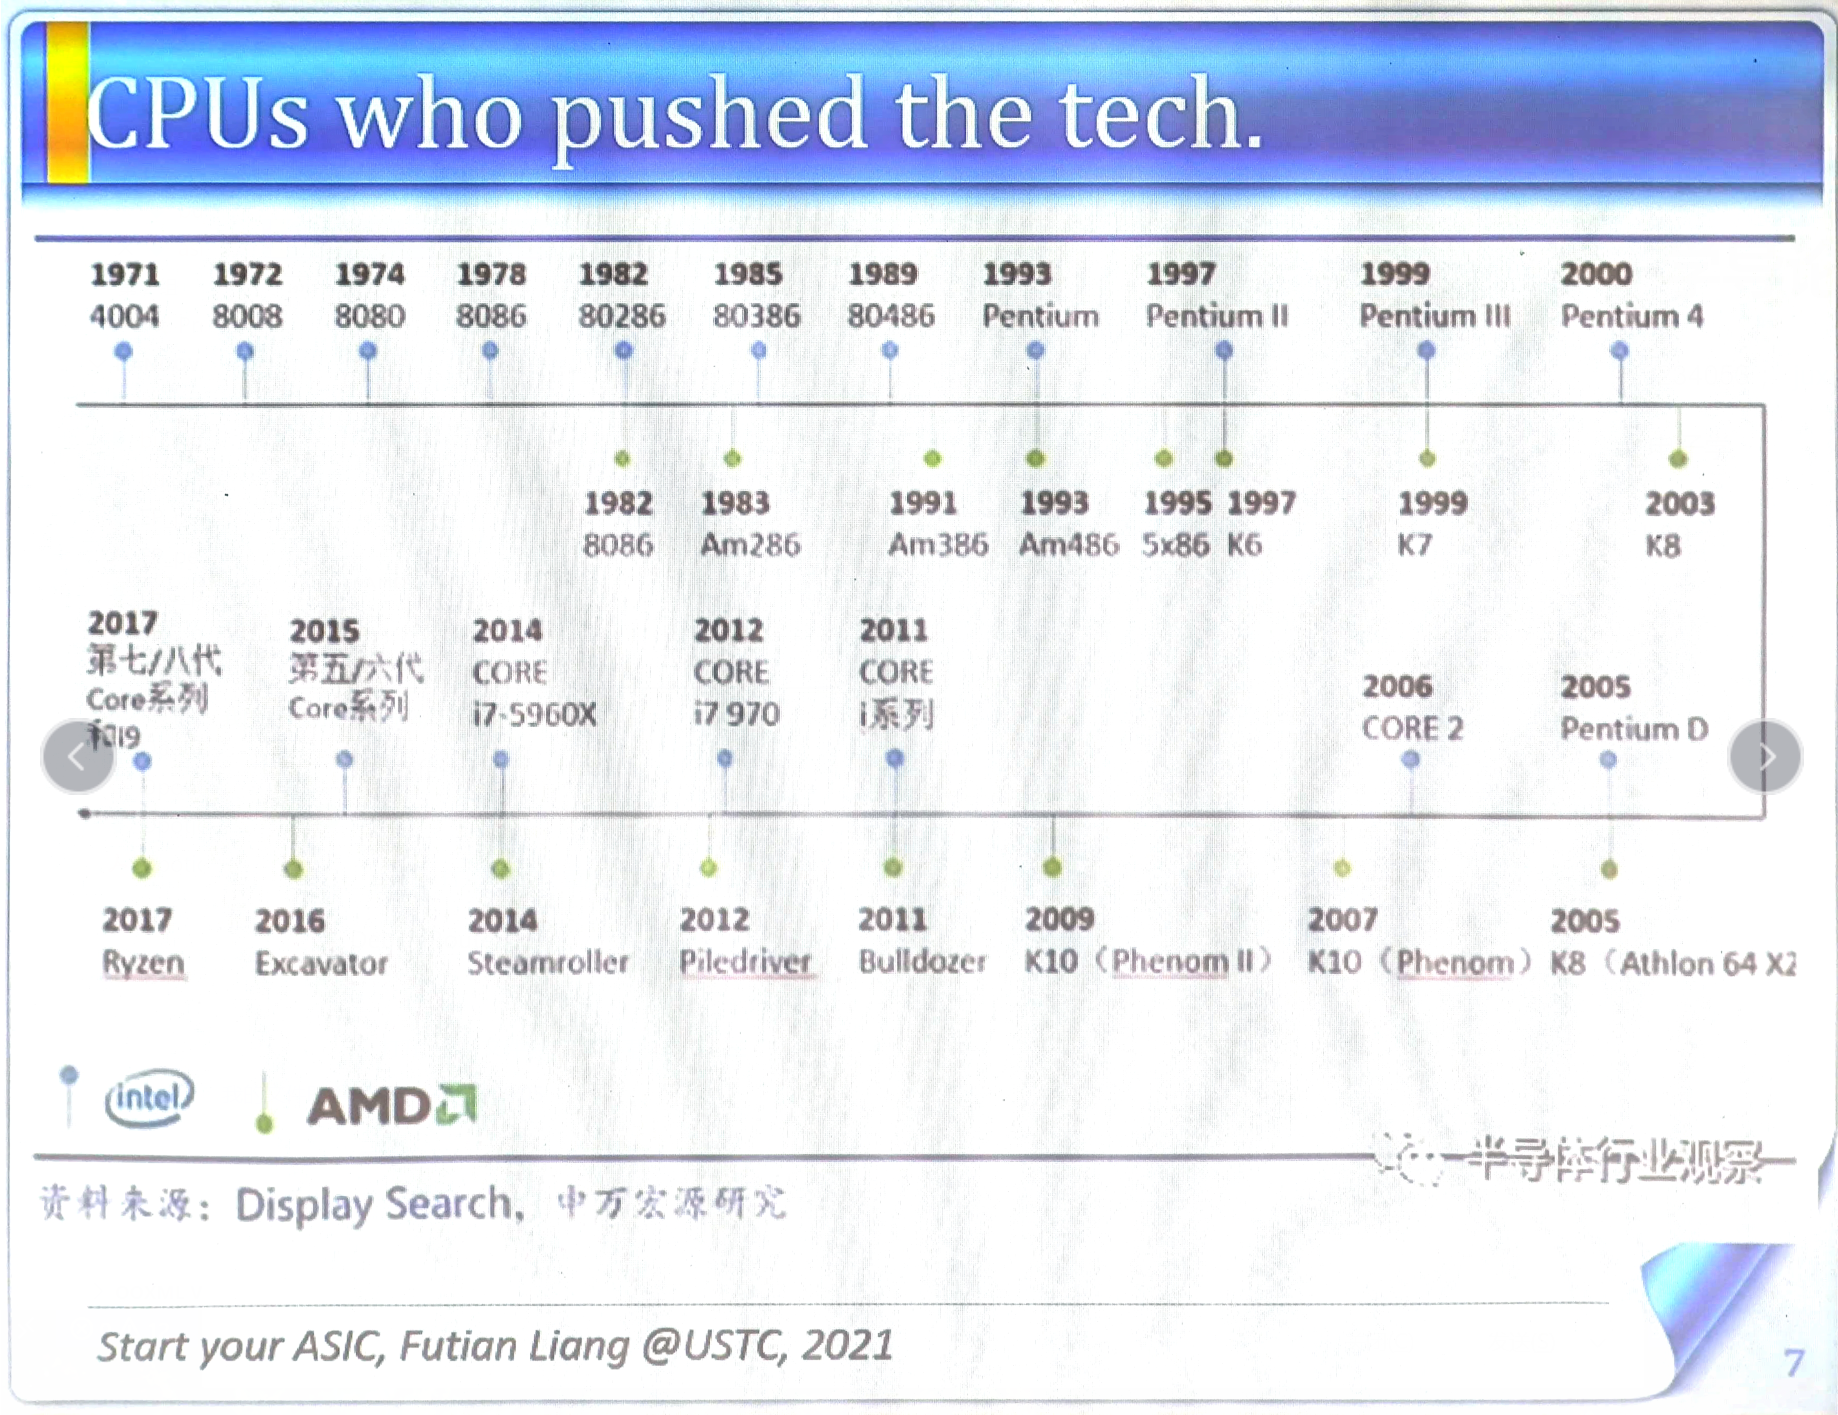 CPUs who pushed the tech.
1971 1972 1974 1978 1982 1985 1989 1993 1997 1999 2000
4004 8008 8080 8086 80286 80386 80486 Pentium Pentium II Pentium III Pentium 4
1982 1983 1991 1993 1995 1997 1999 2003
8086 Am286 Am386 Am486 5x86 K6 K7 K8
2017
第七/八代
Core系列
和i9
2015
第五/六代
Core系列
2014
CORE
i7-5960X
2012
CORE
i7 970
2011
CORE
i系列
2006
CORE 2
2005
Pentium D
2017 2016 2014 2012 2011 2009 2007 2005
Ryzen Excavator Steamroller Piledriver Bulldozer K10（Phenom II） K10（Phenom） K8（Athlon 64 X2
intel AMD
半导体行业观察
资料来源：Display Search，申万宏源研究
Start your ASIC, Futian Liang @USTC, 2021
7